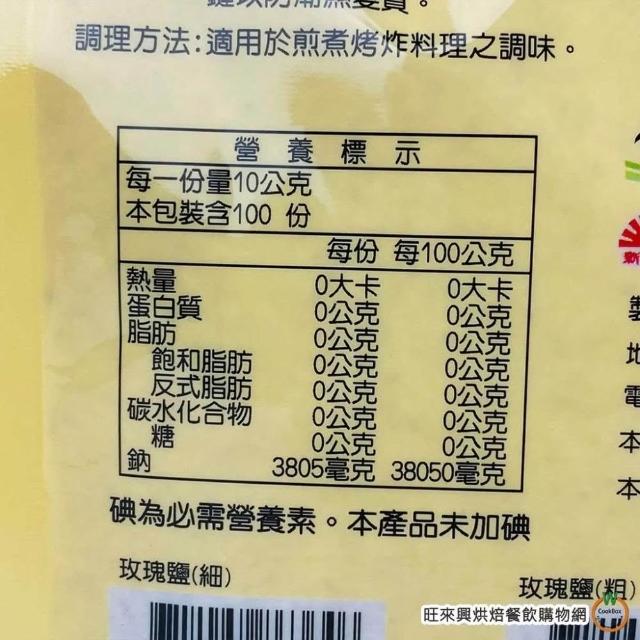 調理方法:適用於煎煮烤炸料理之調味。
營養標示
每一份量10公克
本包裝含100 份
每份 每100公克
熱量 0大卡 0大卡
蛋白質 0公克 0公克
脂肪 0公克 0公克
飽和脂肪 0公克 0公克
反式脂肪 0公克 0公克
碳水化合物 0公克 0公克
糖 0公克 0公克
鈉 3805毫克 38050毫克
碘為必需營養素。本產品未加碘
玫瑰鹽(細)
玫瑰鹽(粗)
新
地
電
本
本
旺來興烘焙餐飲購物網
CookBox